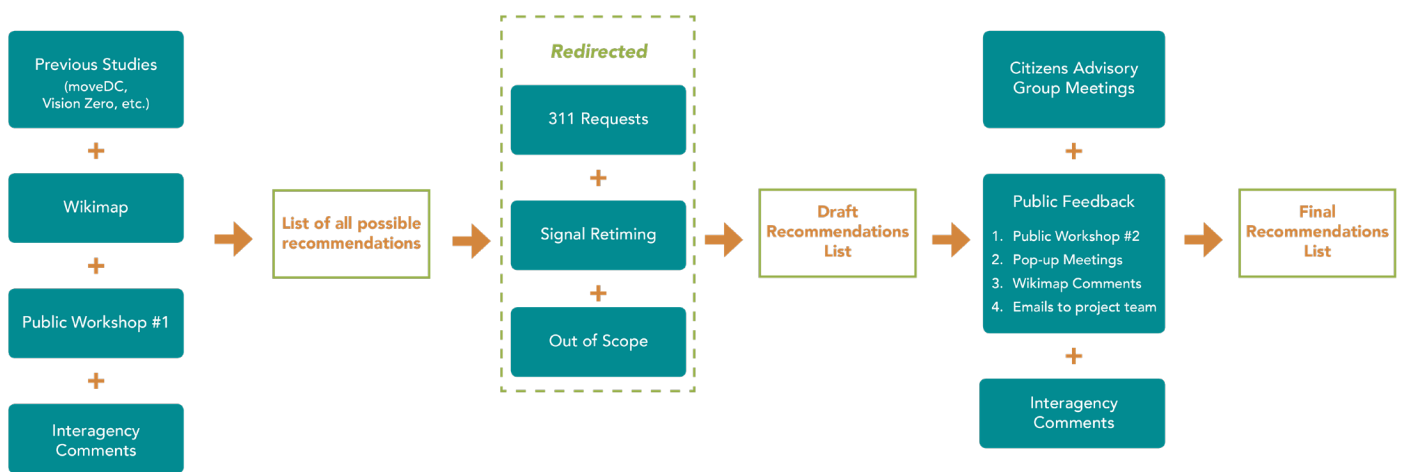 Previous Studies
(moveDC,
Vision Zero, etc.)
+
Wikimap
+
Public Workshop #1
+
Interagency
Comments
List of all possible
recommendations
Redirected
311 Requests
+
Signal Retiming
+
Out of Scope
Draft
Recommendations
List
Citizens Advisory
Group Meetings
+
Public Feedback
1. Public Workshop #2
2. Pop-up Meetings
3. Wikimap Comments
4. Emails to project team
+
Interagency
Comments
Final
Recommendations
List